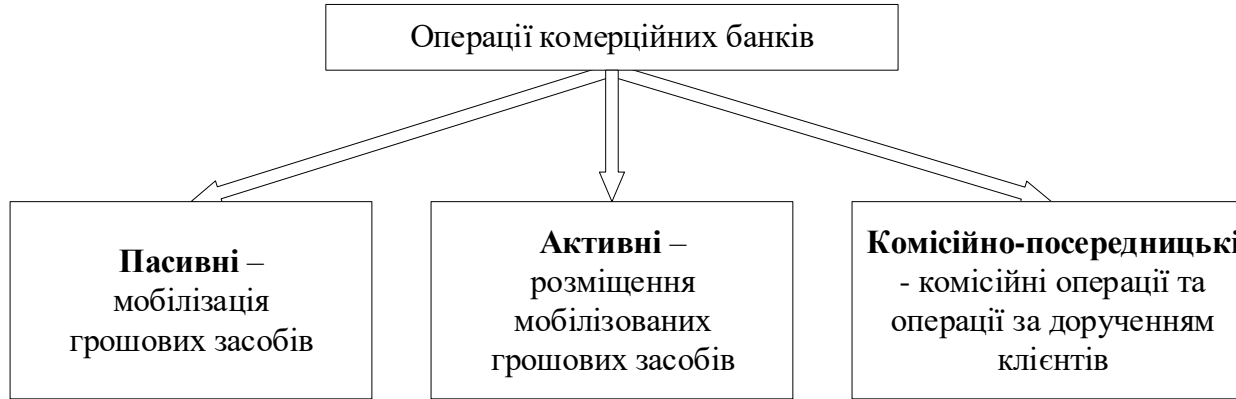 Операції комерційних банків
Пасивні –
мобілізація
грошових засобів
Активні –
розміщення
мобілізованих
грошових засобів
Комісійно-посередницькі
- комісійні операції та
операції за дорученням
клієнтів